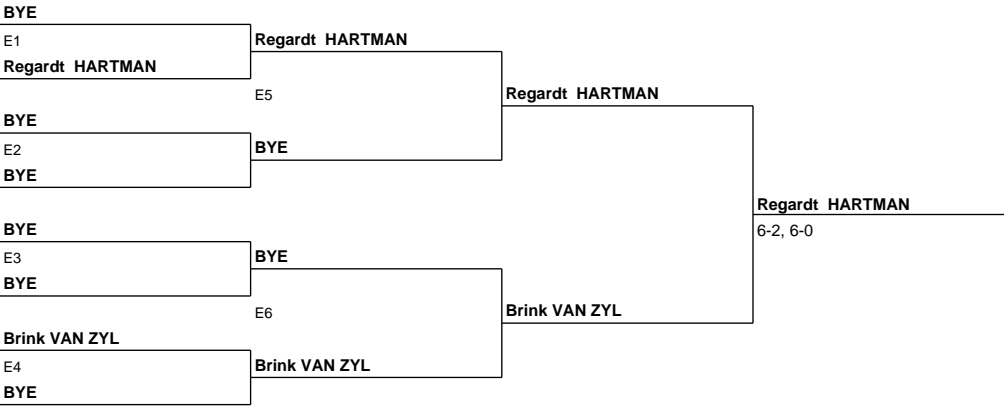 BYE
E1
Regardt HARTMAN
Regardt HARTMAN
E5
BYE
E2
BYE
BYE
Regardt HARTMAN
BYE
E3
BYE
BYE
E6
Brink VAN ZYL
E4
BYE
Brink VAN ZYL
Brink VAN ZYL
Regardt HARTMAN
6-2, 6-0